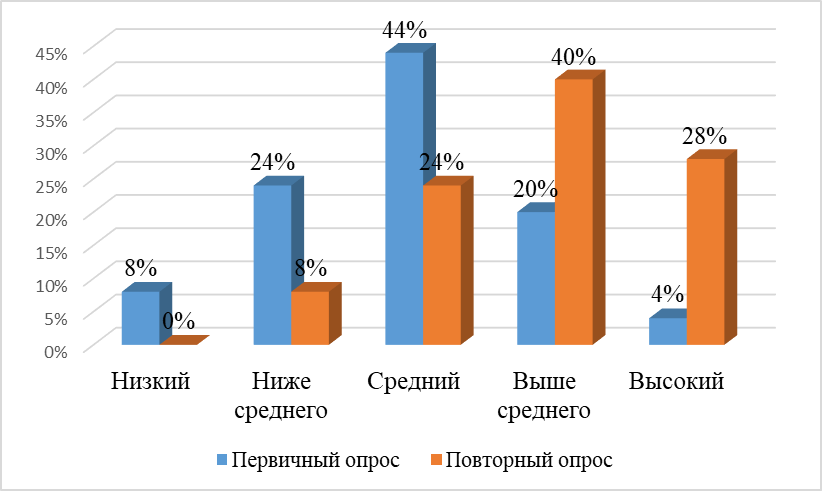 44%
40%
28%
24%
24%
20%
8%
8%
4%
0%
45%
40%
35%
30%
25%
20%
15%
10%
5%
0%
Низкий
Ниже
среднего
Средний
Выше
среднего
Высокий
Первичный опрос
Повторный опрос